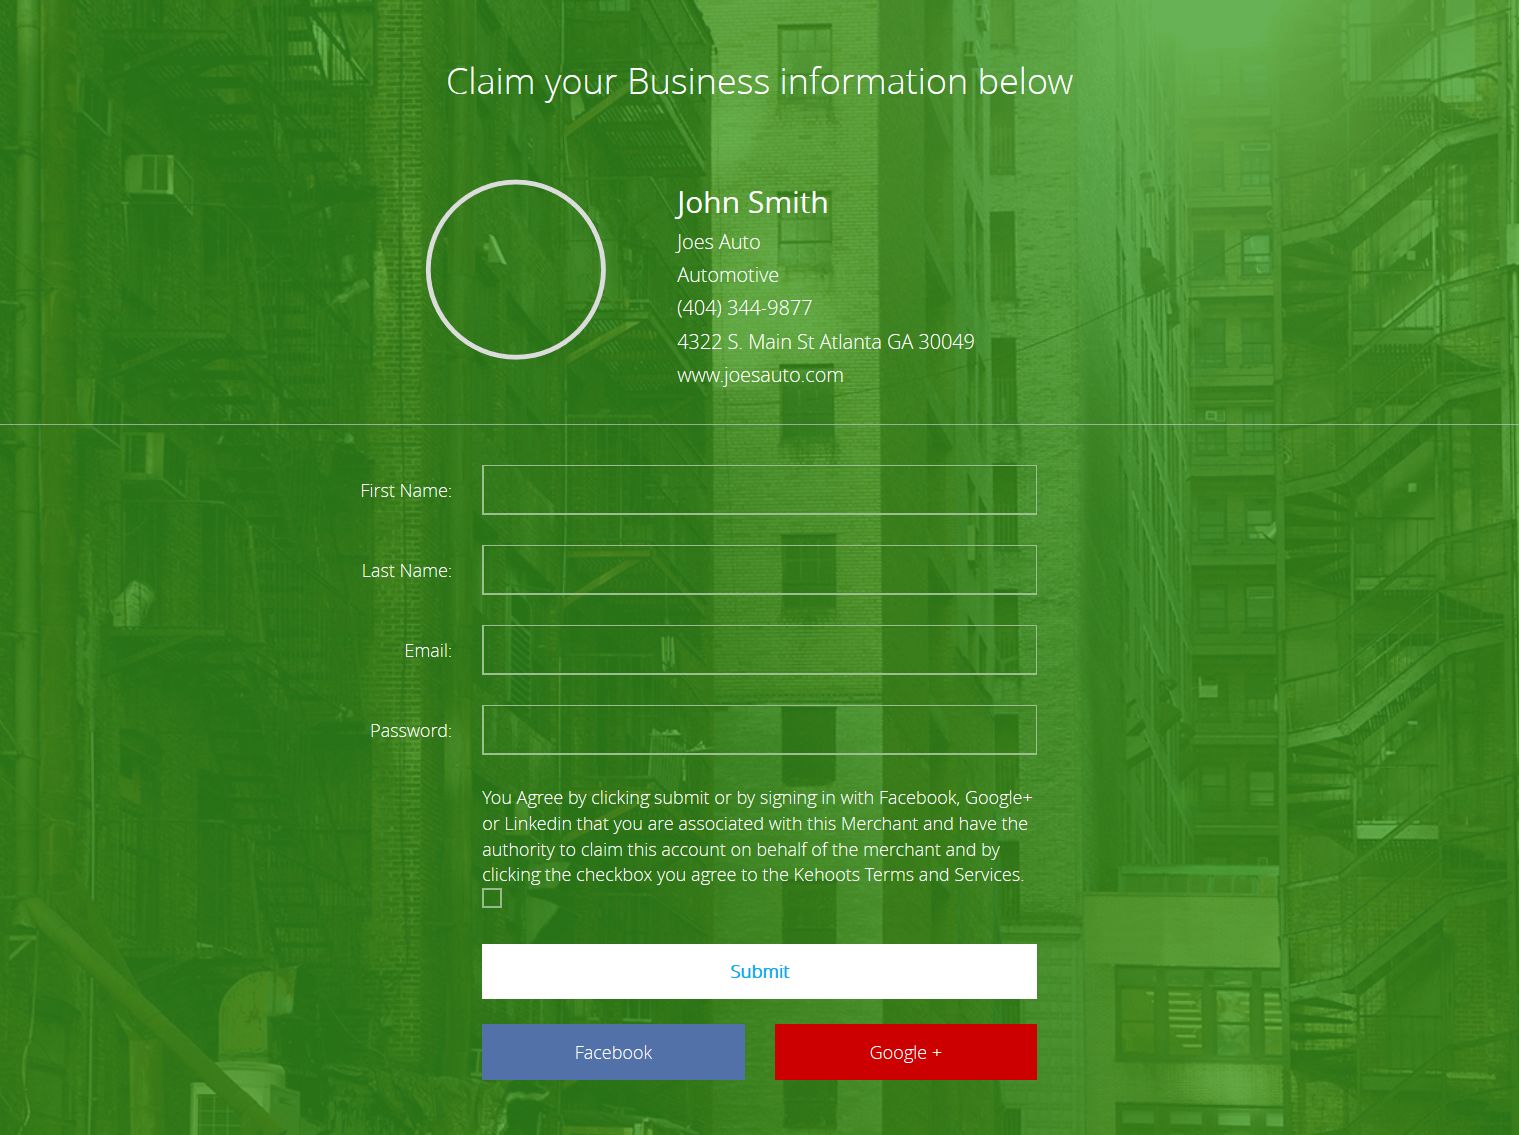 Claim your Business information below
John Smith
Joes Auto
Automotive
(404) 344-9877
4322 S. Main St Atlanta GA 30049
www.joesauto.com
First Name:
Last Name:
Email:
Password:
You Agree by clicking submit or by signing in with Facebook, Google+
or Linkedin that you are associated with this Merchant and have the
authority to claim this account on behalf of the merchant and by
clicking the checkbox you agree to the Kehoots Terms and Services.
Submit
Facebook
Google +